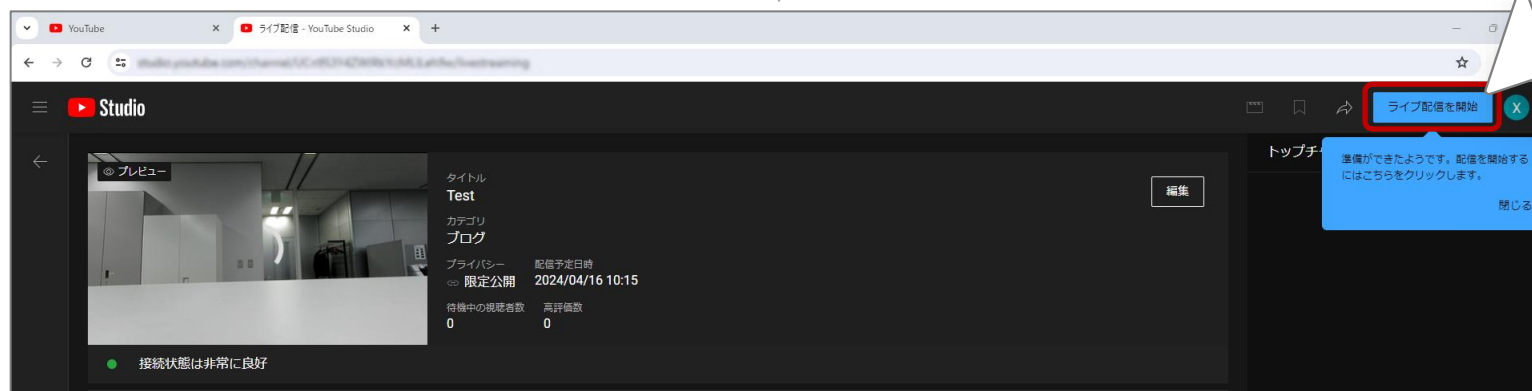 YouTube
ライブ配信 - YouTube Studio
Studio
ライブ配信を開始
X
プレビュー
タイトル
Test
編集
カテゴリ
ブログ
プライバシー 配信予定日時
限定公開 2024/04/16 10:15
待機中の視聴者数 高評価数
0 0
接続状態は非常に良好
トップチ
準備ができたようです。配信を開始する
にはこちらをクリックします。
閉じる